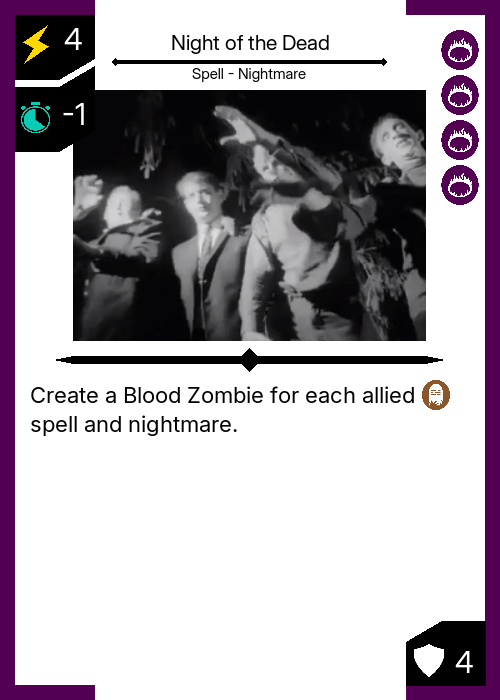 4
Night of the Dead
Spell - Nightmare
-1
Create a Blood Zombie for each allied
spell and nightmare.
4